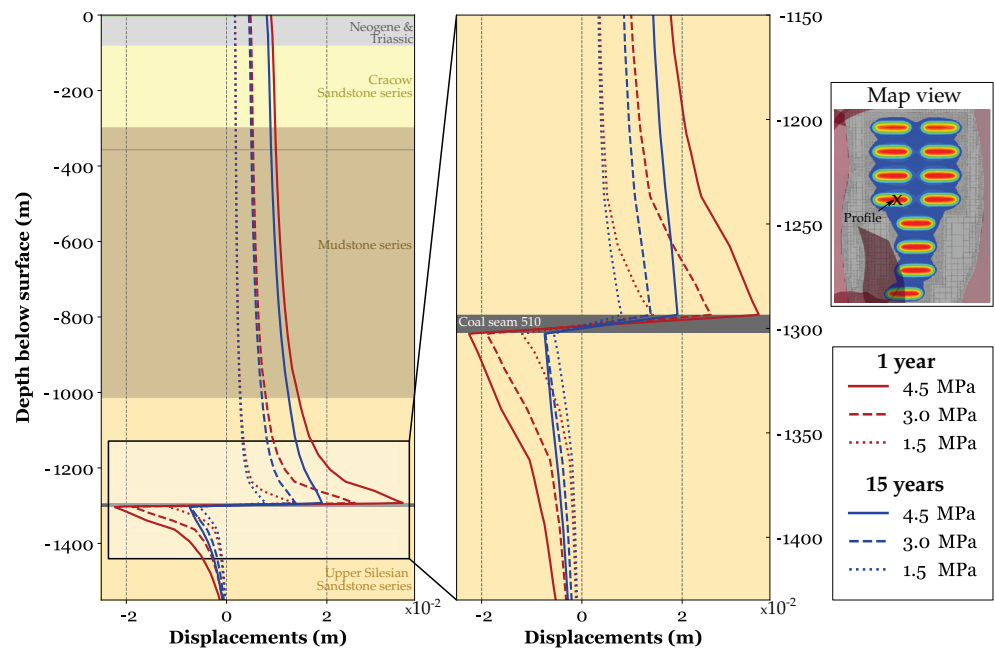 0
-200
-400
-600
-800
-1000
-1200
-1400
Depth below surface (m)
Neogene &
Triassic
Cracow
Sandstone series
Mudstone series
Upper Silesian
Sandstone series
-2
0
2
x10-2
Displacements (m)
Coal seam 510
-1150
-1200
-1250
-1300
-1350
-1400
-2
0
2
x10-2
Displacements (m)
Map view
X
Profile
1 year
4.5 MPa
3.0 MPa
1.5 MPa
15 years
4.5 MPa
3.0 MPa
1.5 MPa